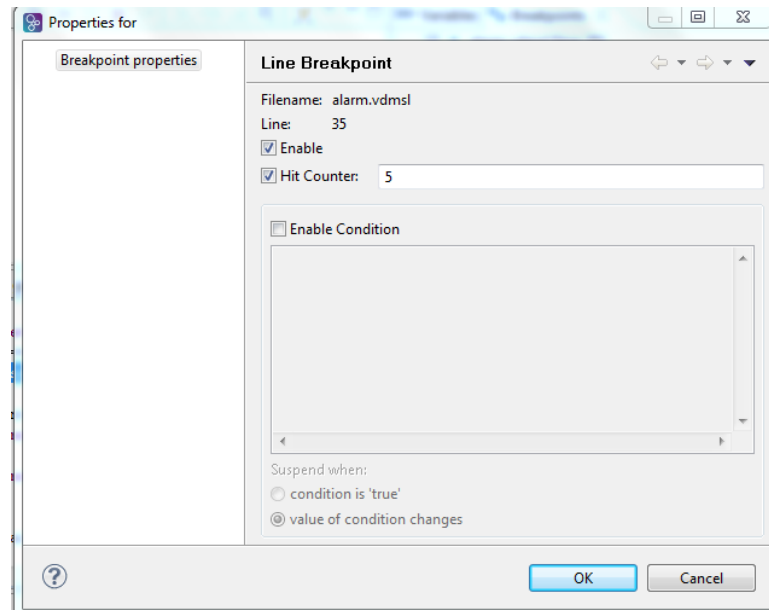 Properties for
Breakpoint properties
Line Breakpoint
Filename: alarm.vdmsl
Line: 35
Enable
Hit Counter: 5
Enable Condition
Suspend when:
condition is 'true'
value of condition changes
?
OK Cancel